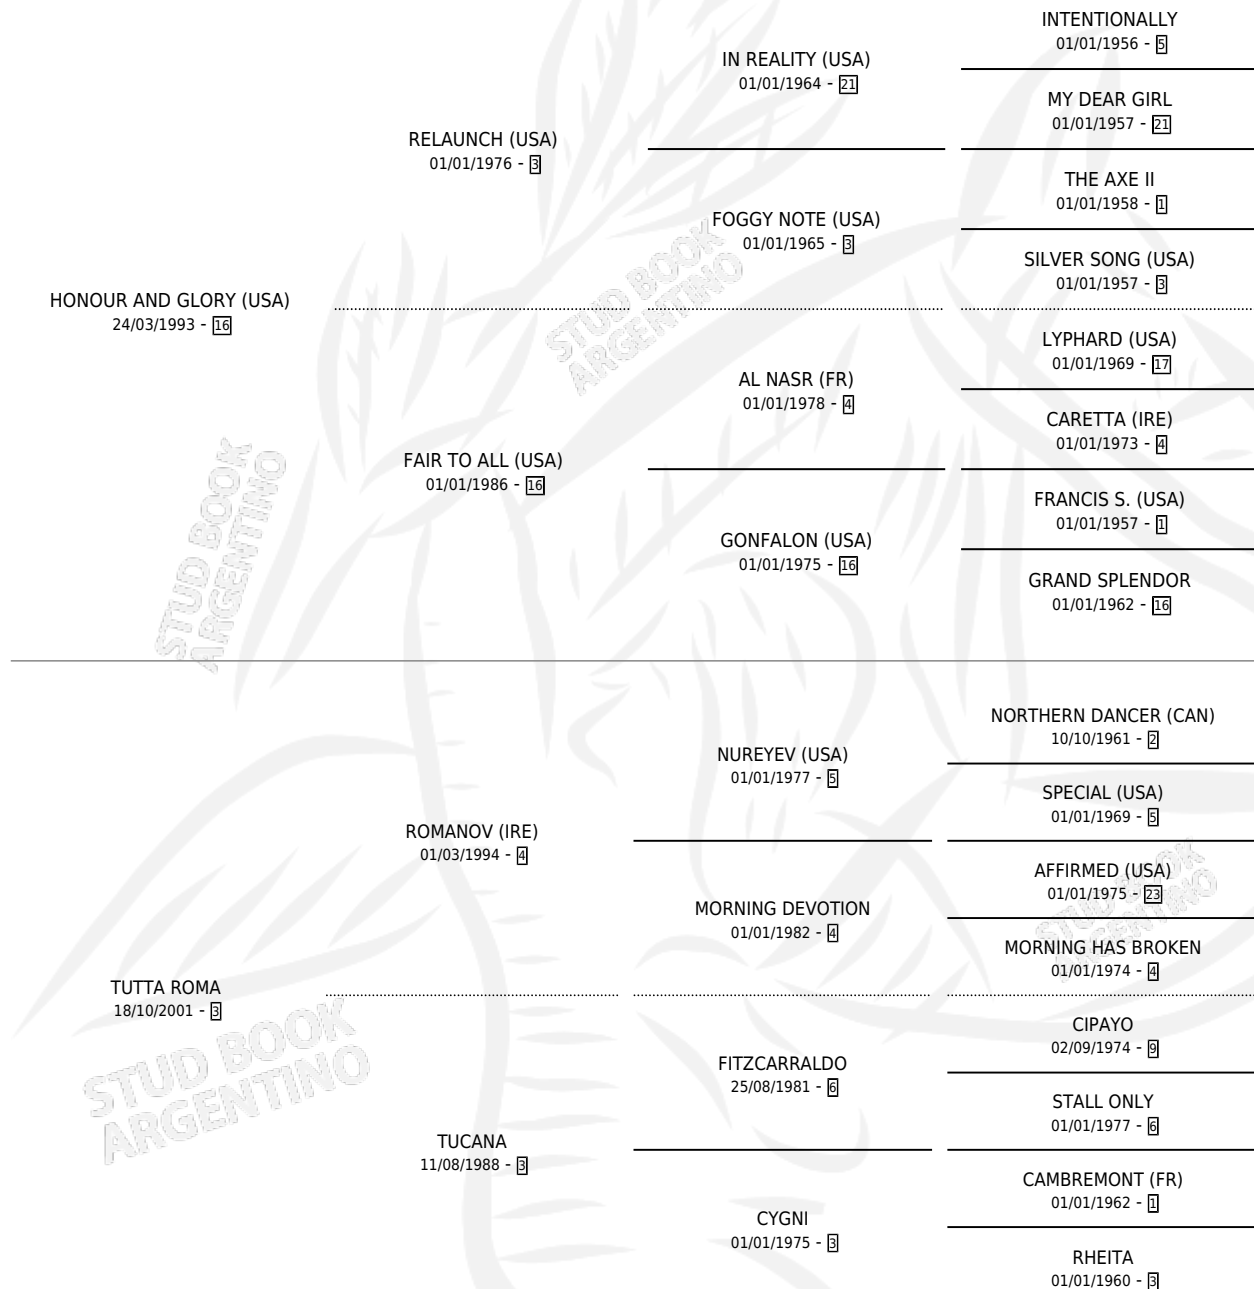 INTENTIONALLY
01/01/1956 - 5
IN REALITY (USA)
01/01/1964 - 21
MY DEAR GIRL
01/01/1957 - 21
RELAUNCH (USA)
01/01/1976 - 3
THE AXE II
01/01/1958 - 1
FOGGY NOTE (USA)
01/01/1965 - 3
SILVER SONG (USA)
01/01/1957 - 3
HONOUR AND GLORY (USA)
24/03/1993 - 16
LYPHARD (USA)
01/01/1969 - 17
AL NASR (FR)
01/01/1978 - 4
CARETTA (IRE)
01/01/1973 - 4
FAIR TO ALL (USA)
01/01/1986 - 16
FRANCIS S. (USA)
01/01/1957 - 1
GONFALON (USA)
01/01/1975 - 16
GRAND SPLENDOR
01/01/1962 - 16
NORTHERN DANCER (CAN)
10/10/1961 - 2
NUREYEV (USA)
01/01/1977 - 5
SPECIAL (USA)
01/01/1969 - 5
ROMANOV (IRE)
01/03/1994 - 4
AFFIRMED (USA)
01/01/1975 - 23
MORNING DEVOTION
01/01/1982 - 4
MORNING HAS BROKEN
01/01/1974 - 4
TUTTA ROMA
18/10/2001 - 3
CIPAYO
02/09/1974 - 9
FITZCARRALDO
25/08/1981 - 6
STALL ONLY
01/01/1977 - 6
TUCANA
11/08/1988 - 3
CAMBREMONT (FR)
01/01/1962 - 1
CYGNI
01/01/1975 - 3
RHEITA
01/01/1960 - 3
STUD BOOK
ARGENTINO
STUD BOOK
ARGENTINO
STUD BOOK
ARGENTINO
STUD BOOK
ARGENTINO